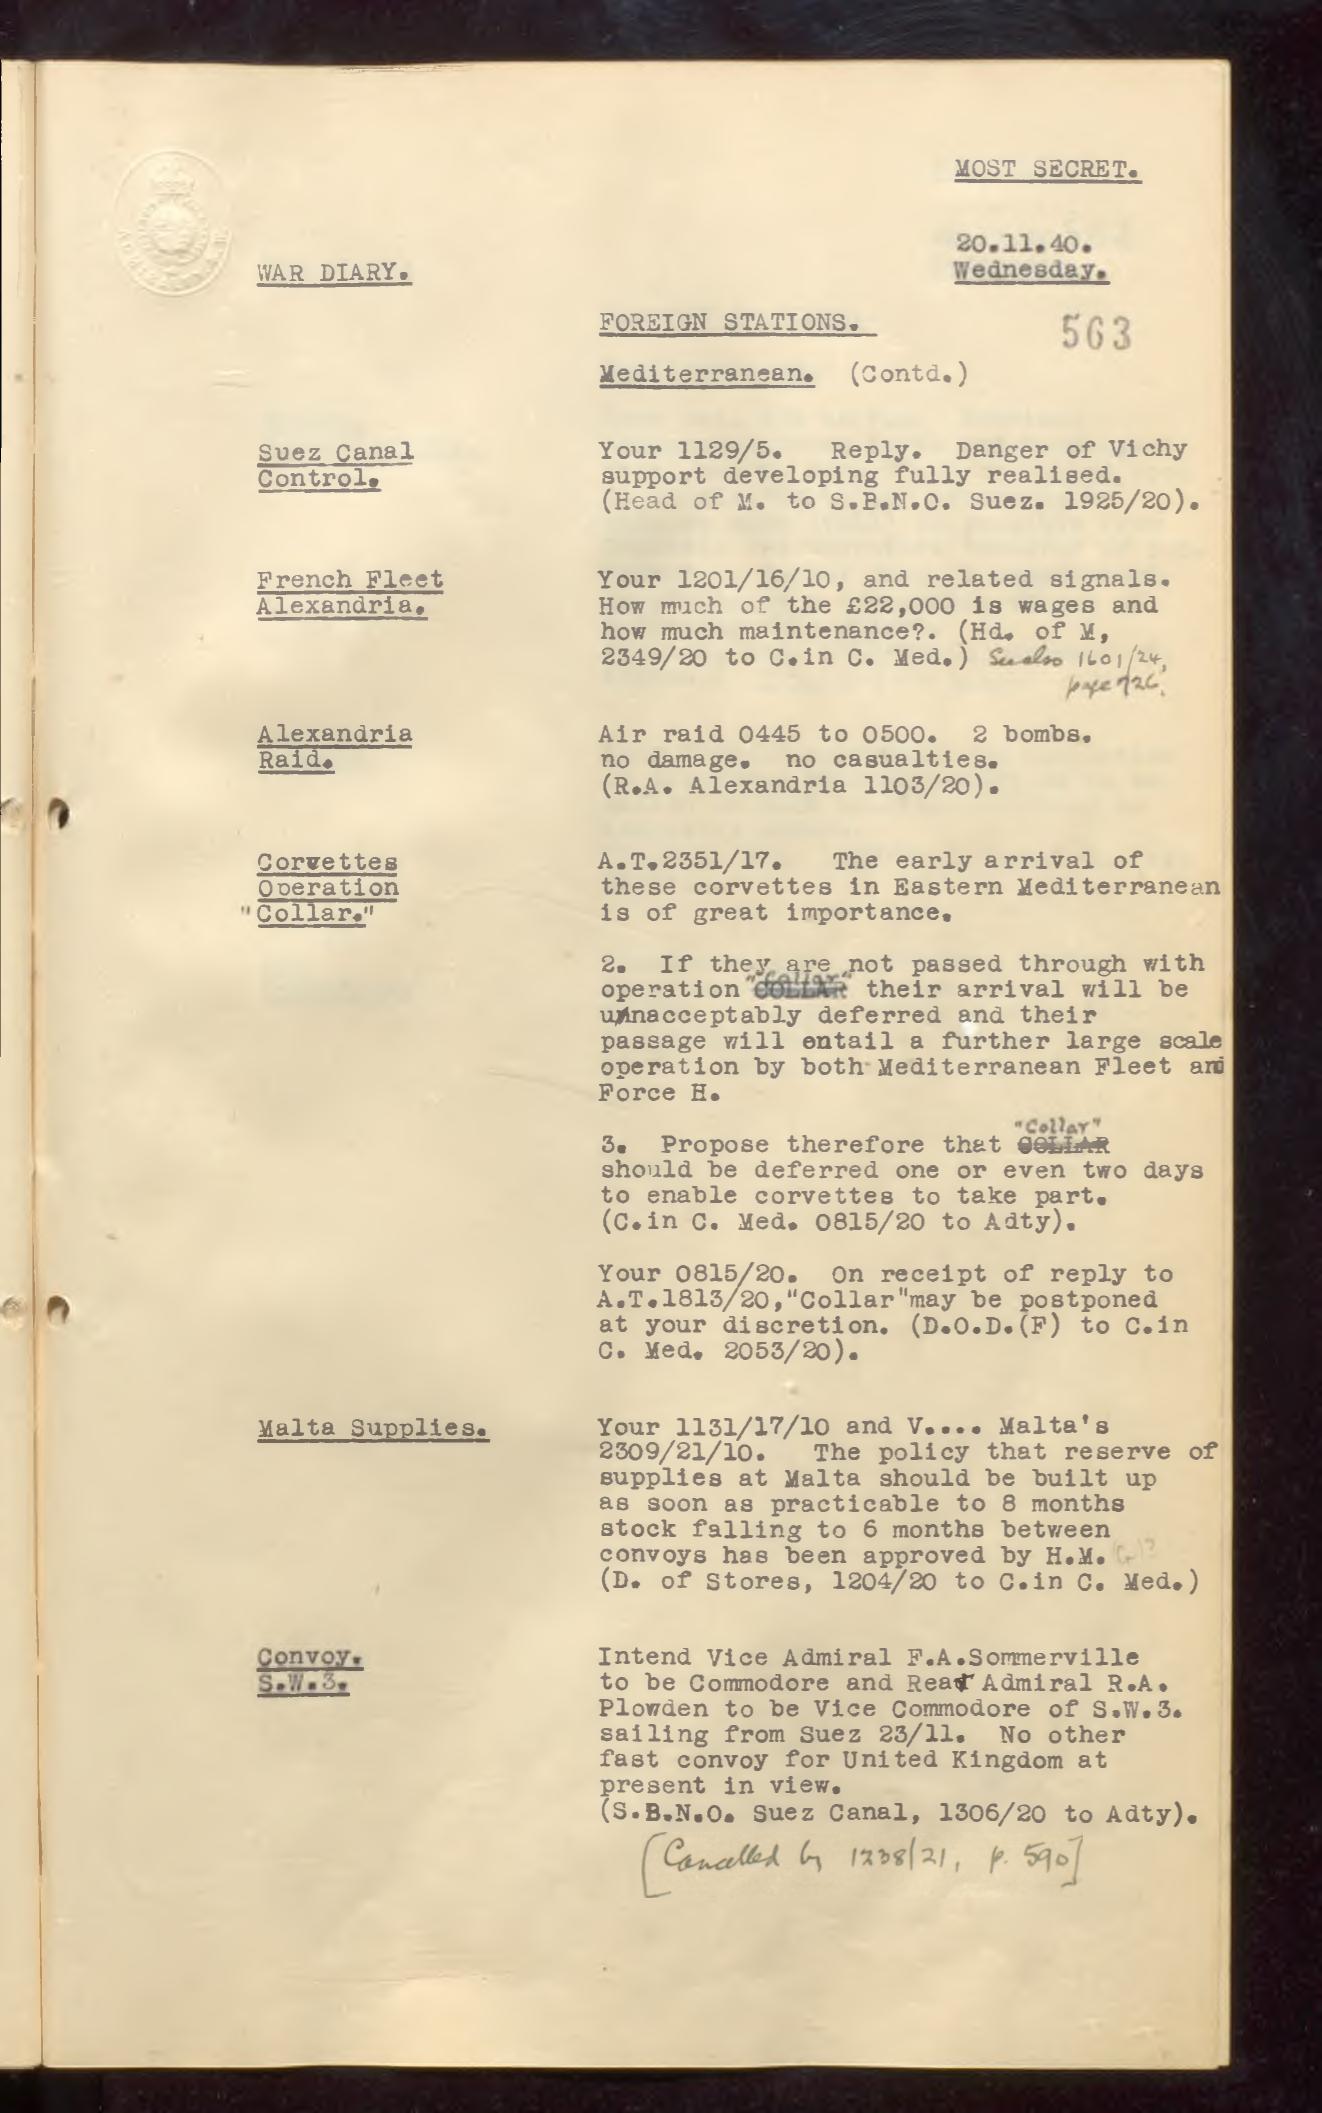 MOST SECRET.
20.11.40.
Wednesday.
WAR DIARY.
FOREIGN STATIONS.
563
Mediterranean. (Contd.)
Suez Canal
Control.
Your 1129/5. Reply. Danger of Vichy
support developing fully realised.
(Head of M. to S.B.N.O. Suez. 1925/20).
French Fleet
Alexandria.
Your 1201/16/10, and related signals.
How much of the £22,000 is wages and
how much maintenance?. (Hd. of M,
2349/20 to C.in C. Med.) See also 1601/24,
page 726.
Alexandria
Raid.
Air raid 0445 to 0500. 2 bombs.
no damage. no casualties.
(R.A. Alexandria 1103/20).
Corvettes
Operation
"Collar."
A.T.2351/17. The early arrival of
these corvettes in Eastern Mediterranean
is of great importance.
2. If they are not passed through with
"Collar"
operation COLLAR their arrival will be
unnacceptably deferred and their
passage will entail a further large scale
operation by both Mediterranean Fleet and
Force H.
"Collar"
3. Propose therefore that COLLAR
should be deferred one or even two days
to enable corvettes to take part.
(C.in C. Med. 0815/20 to Adty).
Your 0815/20. On receipt of reply to
A.T.1813/20,"Collar"may be postponed
at your discretion. (D.O.D.(F) to C.in
C. Med. 2053/20).
Malta Supplies.
Your 1131/17/10 and V.... Malta's
2309/21/10. The policy that reserve of
supplies at Malta should be built up
as soon as practicable to 8 months
stock falling to 6 months between
convoys has been approved by H.M.
(D. of Stores, 1204/20 to C.in C. Med.)
Convoy.
S.W.3.
Intend Vice Admiral F.A.Sommerville
to be Commodore and Rear Admiral R.A.
Plowden to be Vice Commodore of S.W.3.
sailing from Suez 23/11. No other
fast convoy for United Kingdom at
present in view.
(S.B.N.O. Suez Canal, 1306/20 to Adty).
[Cancelled by 1238/21, p. 590]